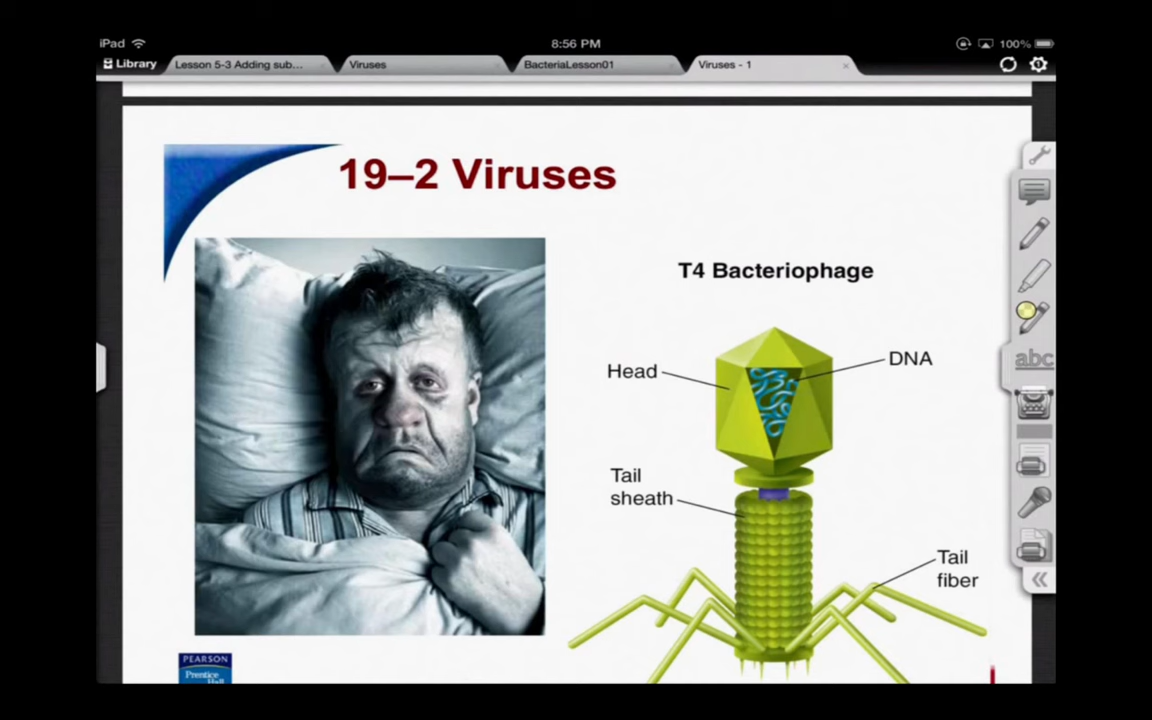 iPad
8:56 PM
100%
Library
Lesson 5-3 Adding sub...
Viruses
BacteriaLesson01
Viruses - 1
19–2 Viruses
T4 Bacteriophage
Head
DNA
Tail
sheath
Tail
fiber
abc
PEARSON
Prentice
Hall